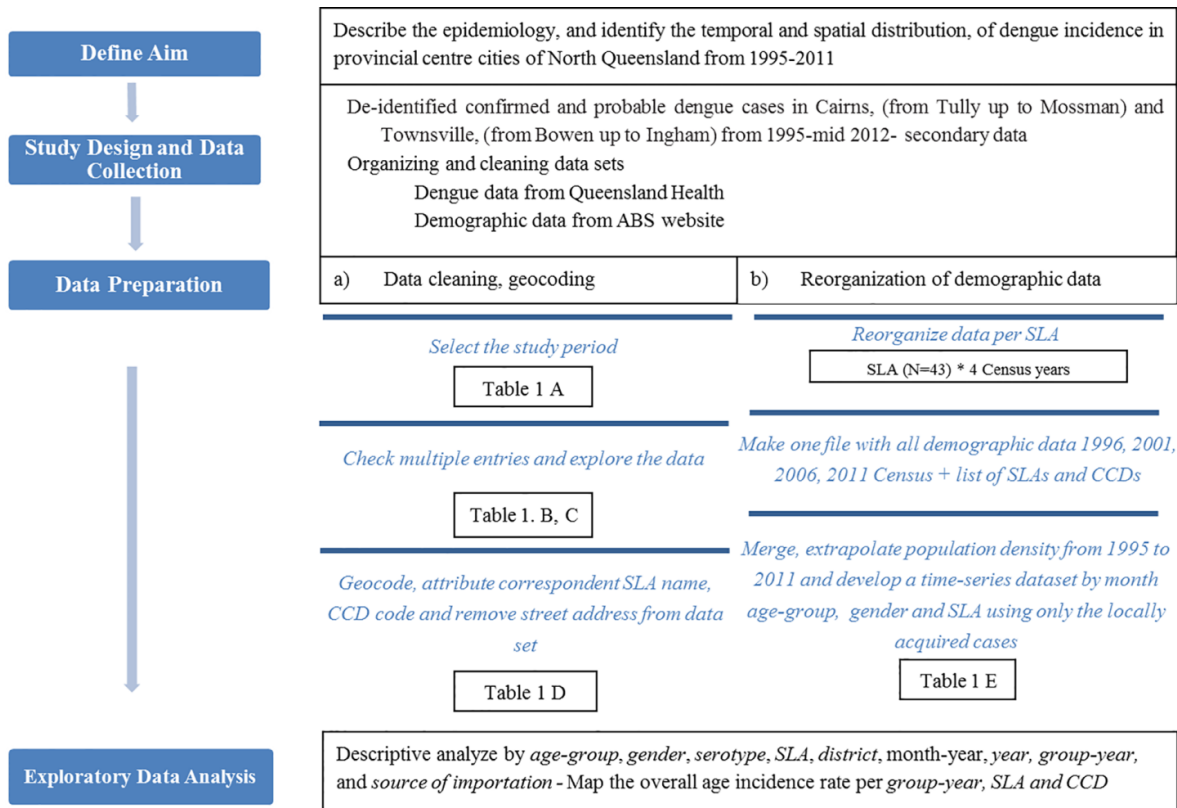 Define Aim
Describe the epidemiology, and identify the temporal and spatial distribution, of dengue incidence in
provincial centre cities of North Queensland from 1995-2011
Study Design and Data
Collection
De-identified confirmed and probable dengue cases in Cairns, (from Tully up to Mossman) and
Townsville, (from Bowen up to Ingham) from 1995-mid 2012- secondary data
Organizing and cleaning data sets
Dengue data from Queensland Health
Demographic data from ABS website
Data Preparation
a) Data cleaning, geocoding
Select the study period
Table 1 A
Check multiple entries and explore the data
Table 1. B, C
Geocode, attribute correspondent SLA name,
CCD code and remove street address from data
set
Table 1 D
b) Reorganization of demographic data
Reorganize data per SLA
SLA (N=43) * 4 Census years
Make one file with all demographic data 1996, 2001,
2006, 2011 Census + list of SLAs and CCDs
Merge, extrapolate population density from 1995 to
2011 and develop a time-series dataset by month
age-group, gender and SLA using only the locally
acquired cases
Table 1 E
Exploratory Data Analysis
Descriptive analyze by age-group, gender, serotype, SLA, district, month-year, year, group-year,
and source of importation - Map the overall age incidence rate per group-year, SLA and CCD